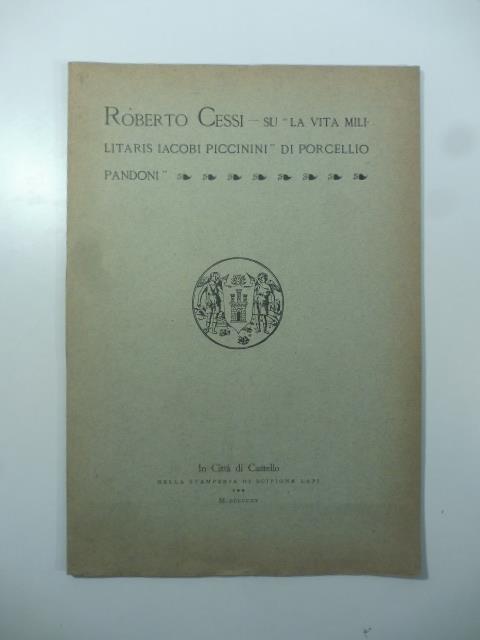 ROBERTO CESSI — SU “LA VITA MILI-
LITARIS IACOBI PICCININI” DI PORCELLIO
PANDONI”
In Città di Castello
NELLA STAMPERIA DI SCIPIONE LAPI